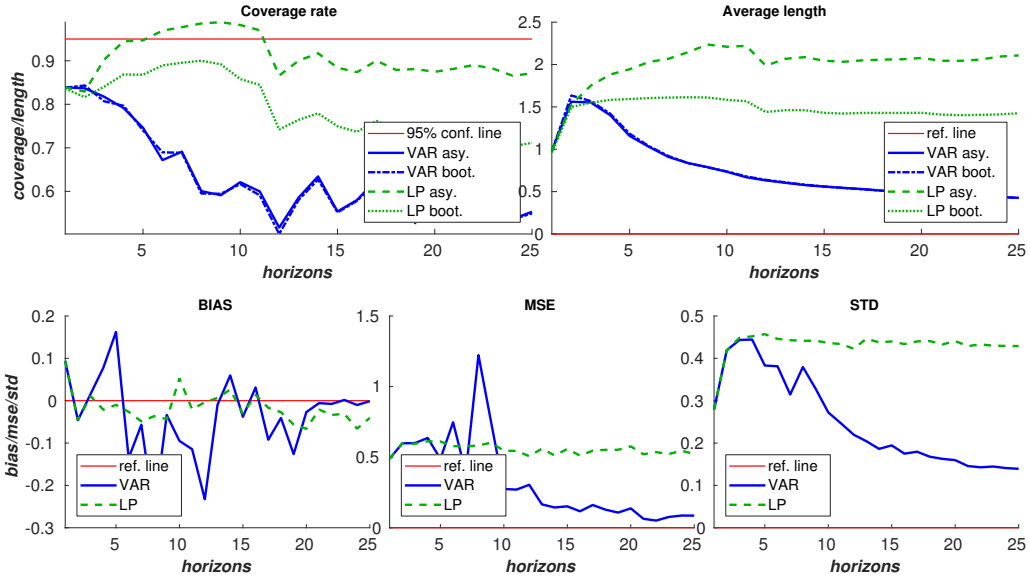 Coverage rate
coverage/length
0.9
0.8
0.7
0.6
5
10
15
20
25
horizons
95% conf. line
VAR asy.
VAR boot.
LP asy.
LP boot.
Average length
2.5
2
1.5
1
0.5
0
5
10
15
20
25
horizons
ref. line
VAR asy.
VAR boot.
LP asy.
LP boot.
BIAS
bias/mse/std
0.2
0.1
0
-0.1
-0.2
-0.3
5
10
15
20
25
horizons
ref. line
VAR
LP
MSE
1.5
1
0.5
0
5
10
15
20
25
horizons
ref. line
VAR
LP
STD
0.5
0.4
0.3
0.2
0.1
0
5
10
15
20
25
horizons
ref. line
VAR
LP